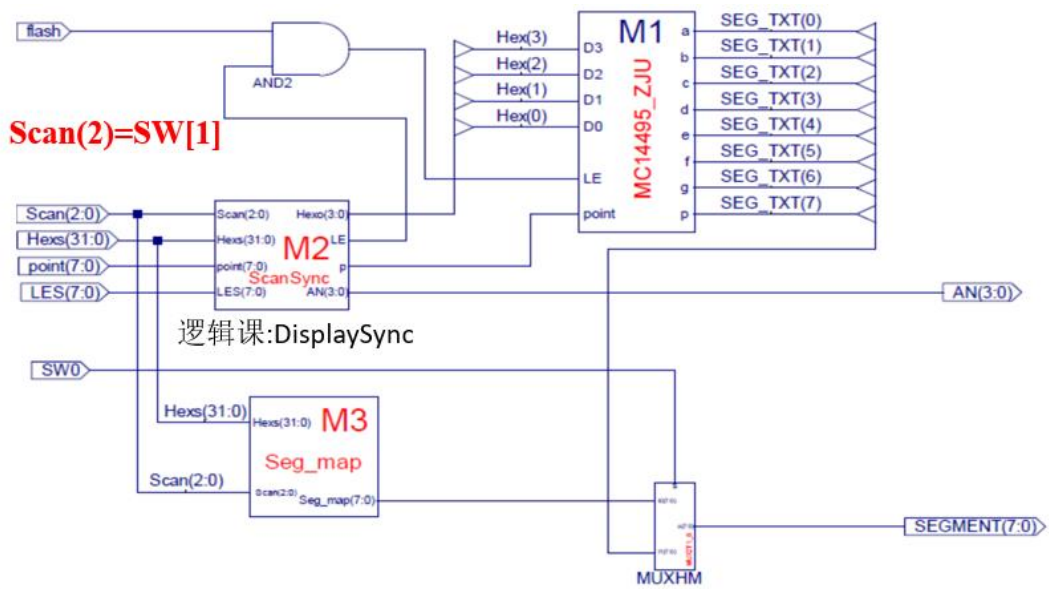 flash
AND2
Scan(2)=SW[1]
Hex(3)
Hex(2)
Hex(1)
Hex(0)
M1
MC14495_ZJU
D3
D2
D1
D0
LE
point
a
b
c
d
e
f
g
p
SEG_TXT(0)
SEG_TXT(1)
SEG_TXT(2)
SEG_TXT(3)
SEG_TXT(4)
SEG_TXT(5)
SEG_TXT(6)
SEG_TXT(7)
Scan(2:0)
Hexs(31:0)
point(7:0)
LES(7:0)
Scan(2:0)
Hexs(31:0)
point(7:0)
LES(7:0)
M2
ScanSync
Hexo(3:0)
LE
p
AN(3:0)
AN(3:0)
逻辑课:DisplaySync
SW0
Hexs(31:0)
Scan(2:0)
Hexs(31:0)
M3
Seg_map
Scan(2:0)
Seg_map(7:0)
MUXHM
SEGMENT(7:0)